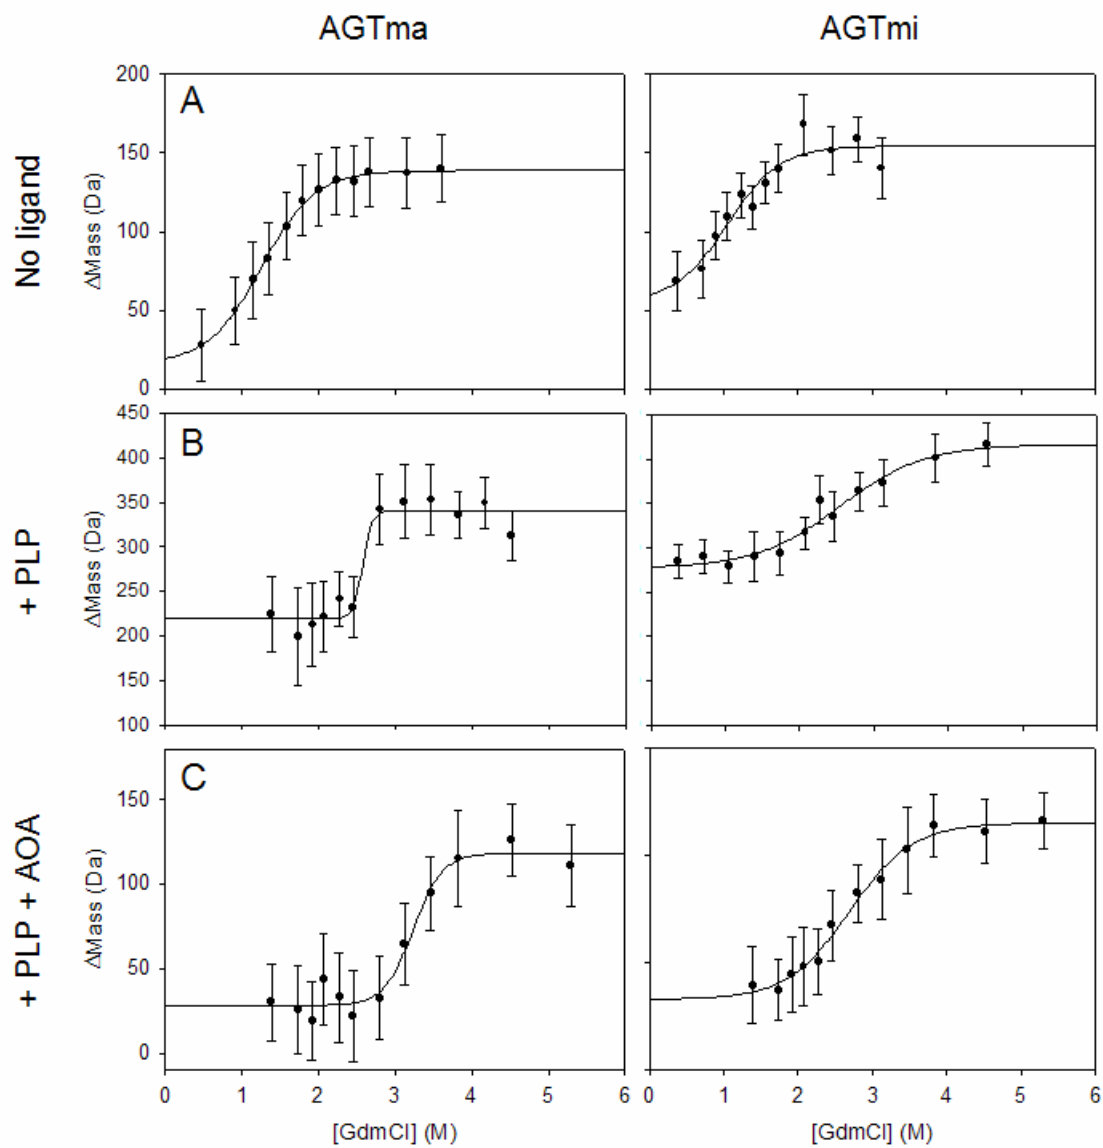 AGTma AGTmi
No ligand
A
ΔMass (Da)
200
150
100
50
0
+ PLP
B
ΔMass (Da)
450
400
350
300
250
200
150
100
+ PLP + AOA
C
ΔMass (Da)
150
100
50
0
0 1 2 3 4 5 6 0 1 2 3 4 5 6
[GdmCl] (M) [GdmCl] (M)